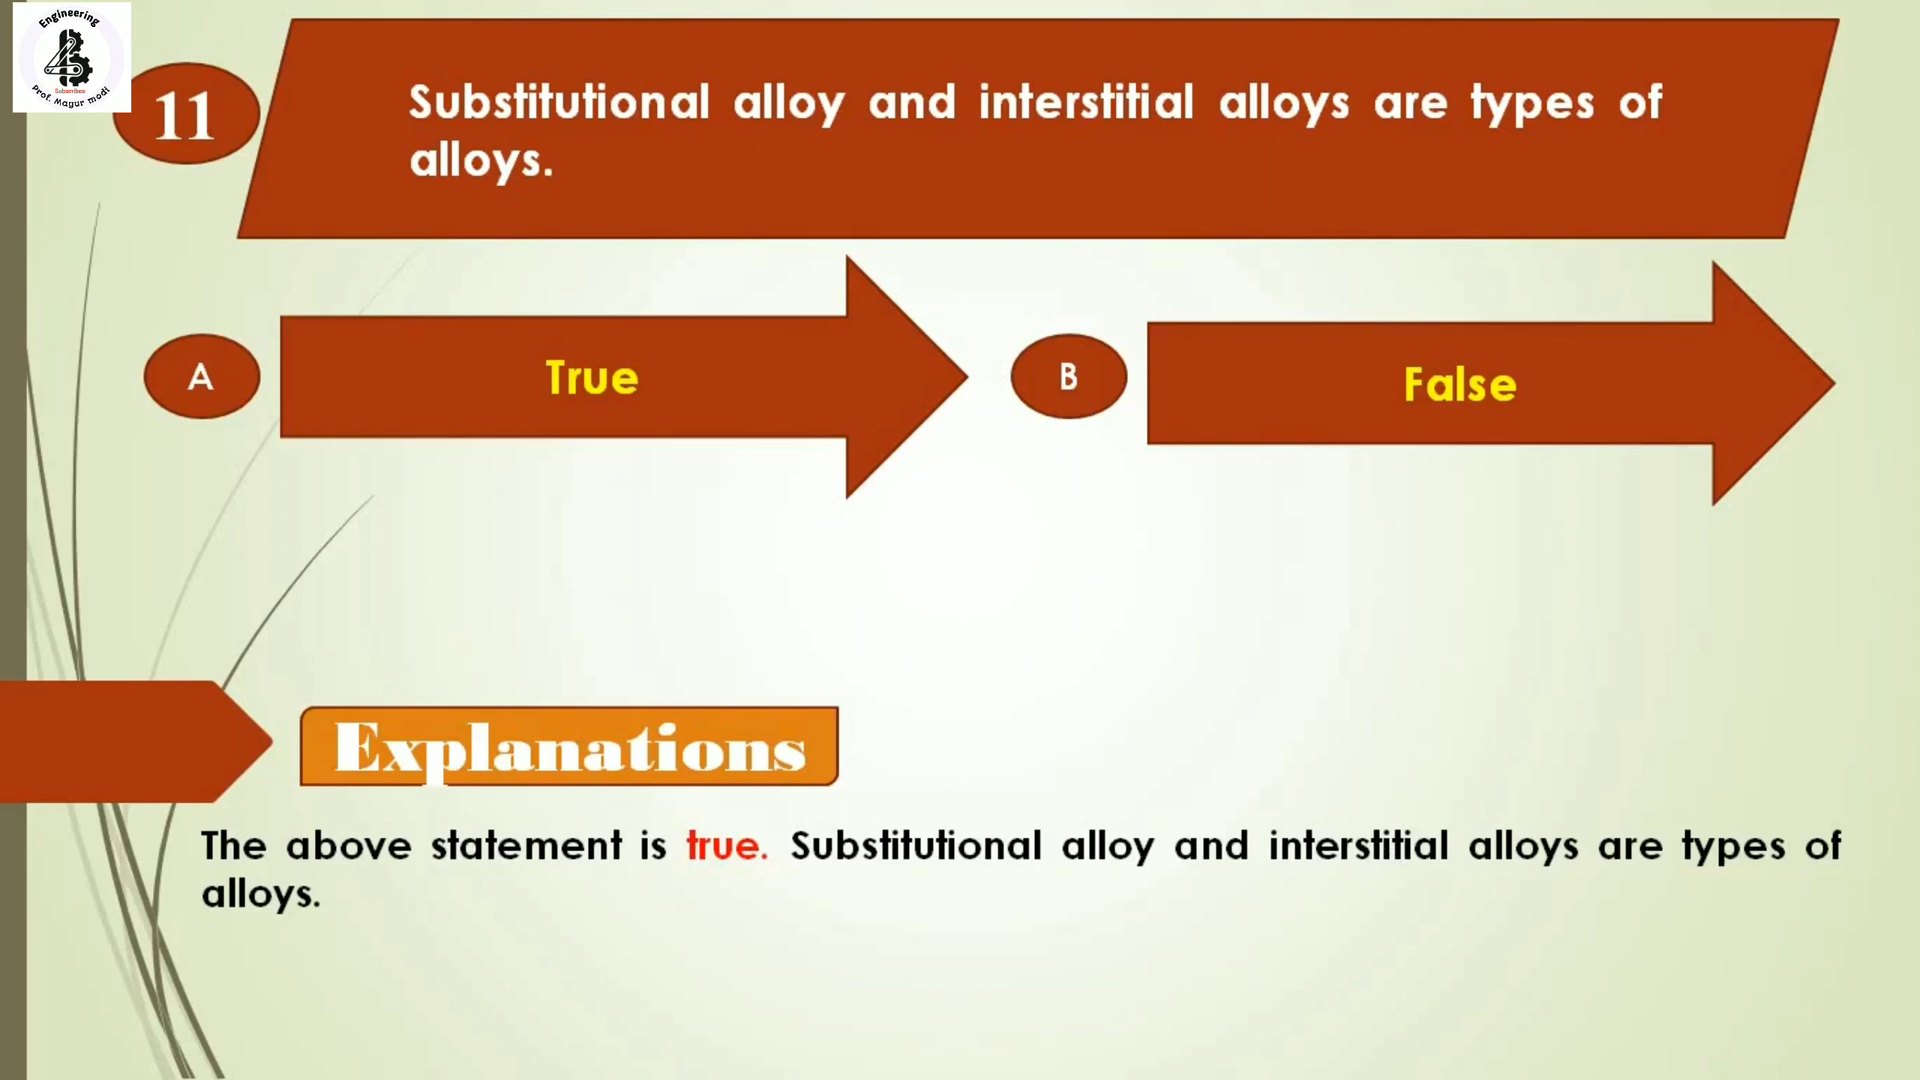 Engineering
Subscribe
Prof. Mayur modi
11
Substitutional alloy and interstitial alloys are types of
alloys.
A
True
B
False
Explanations
The above statement is true. Substitutional alloy and interstitial alloys are types of
alloys.